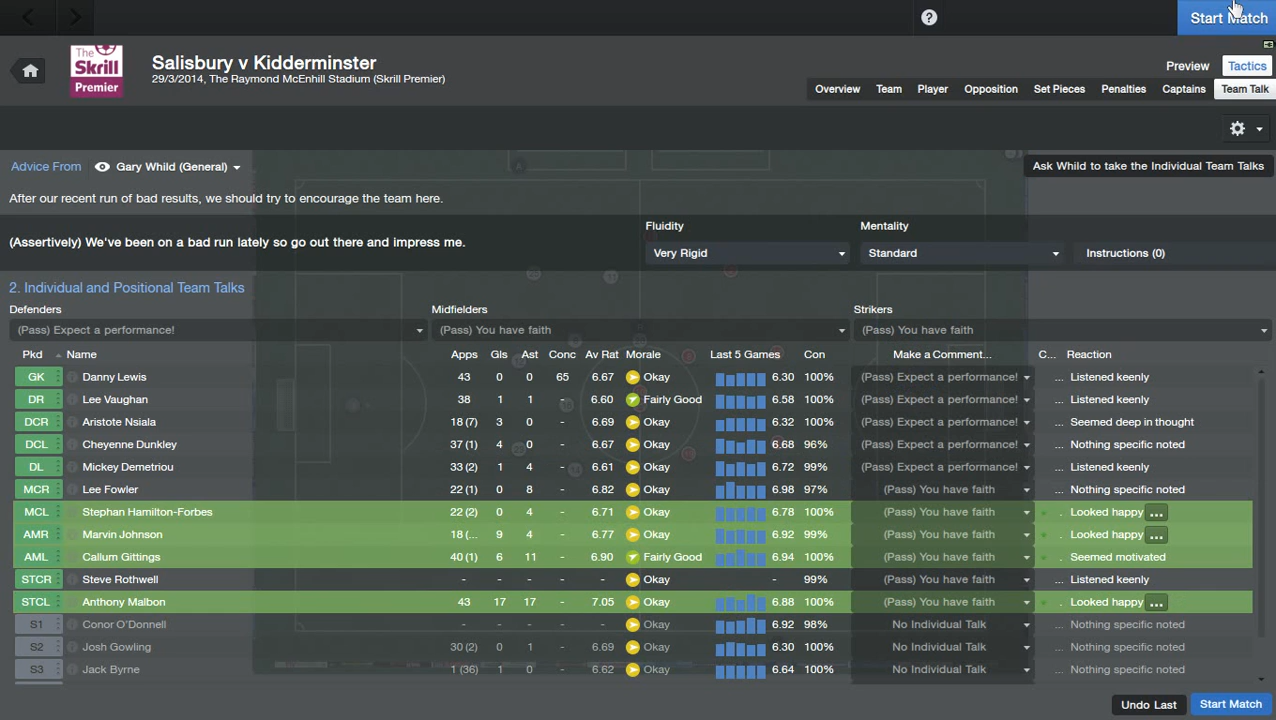 Start Match
The
Skrill
Premier
Salisbury v Kidderminster
29/3/2014, The Raymond McEnhill Stadium (Skrill Premier)
Preview Tactics
Overview Team Player Opposition Set Pieces Penalties Captains Team Talk
Advice From Gary Whild (General)
Ask Whild to take the Individual Team Talks
After our recent run of bad results, we should try to encourage the team here.
Fluidity Mentality
(Assertively) We've been on a bad run lately so go out there and impress me.
Very Rigid Standard Instructions (0)
2. Individual and Positional Team Talks
Defenders Midfielders Strikers
(Pass) Expect a performance! (Pass) You have faith (Pass) You have faith
Pkd Name Apps Gls Ast Conc Av Rat Morale Last 5 Games Con Make a Comment... C... Reaction
GK Danny Lewis 43 0 0 65 6.67 Okay 6.30 100% (Pass) Expect a performance! ... Listened keenly
DR Lee Vaughan 38 1 1 - 6.60 Fairly Good 6.58 100% (Pass) Expect a performance! ... Listened keenly
DCR Aristote Nsiala 18 (7) 3 0 - 6.69 Okay 6.32 100% (Pass) Expect a performance! ... Seemed deep in thought
DCL Cheyenne Dunkley 37 (1) 4 0 - 6.67 Okay 6.68 96% (Pass) Expect a performance! ... Nothing specific noted
DL Mickey Demetriou 33 (2) 1 4 - 6.61 Okay 6.72 99% (Pass) Expect a performance! ... Listened keenly
MCR Lee Fowler 22 (1) 0 8 - 6.82 Okay 6.98 97% (Pass) You have faith ... Nothing specific noted
MCL Stephan Hamilton-Forbes 22 (2) 0 4 - 6.71 Okay 6.78 100% (Pass) You have faith . Looked happy ...
AMR Marvin Johnson 18 (... 9 4 - 6.77 Okay 6.92 99% (Pass) You have faith . Looked happy ...
AML Callum Gittings 40 (1) 6 11 - 6.90 Fairly Good 6.94 100% (Pass) You have faith . Seemed motivated
STCR Steve Rothwell - - - - - Okay - 99% (Pass) You have faith ... Listened keenly
STCL Anthony Malbon 43 17 17 - 7.05 Okay 6.88 100% (Pass) You have faith . Looked happy ...
S1 Conor O'Donnell - - - - - Okay 6.92 98% No Individual Talk ... Nothing specific noted
S2 Josh Gowling 30 (2) 0 1 - 6.69 Okay 6.30 100% No Individual Talk ... Nothing specific noted
S3 Jack Byrne 1 (36) 1 0 - 6.62 Okay 6.64 100% No Individual Talk ... Nothing specific noted
Undo Last Start Match